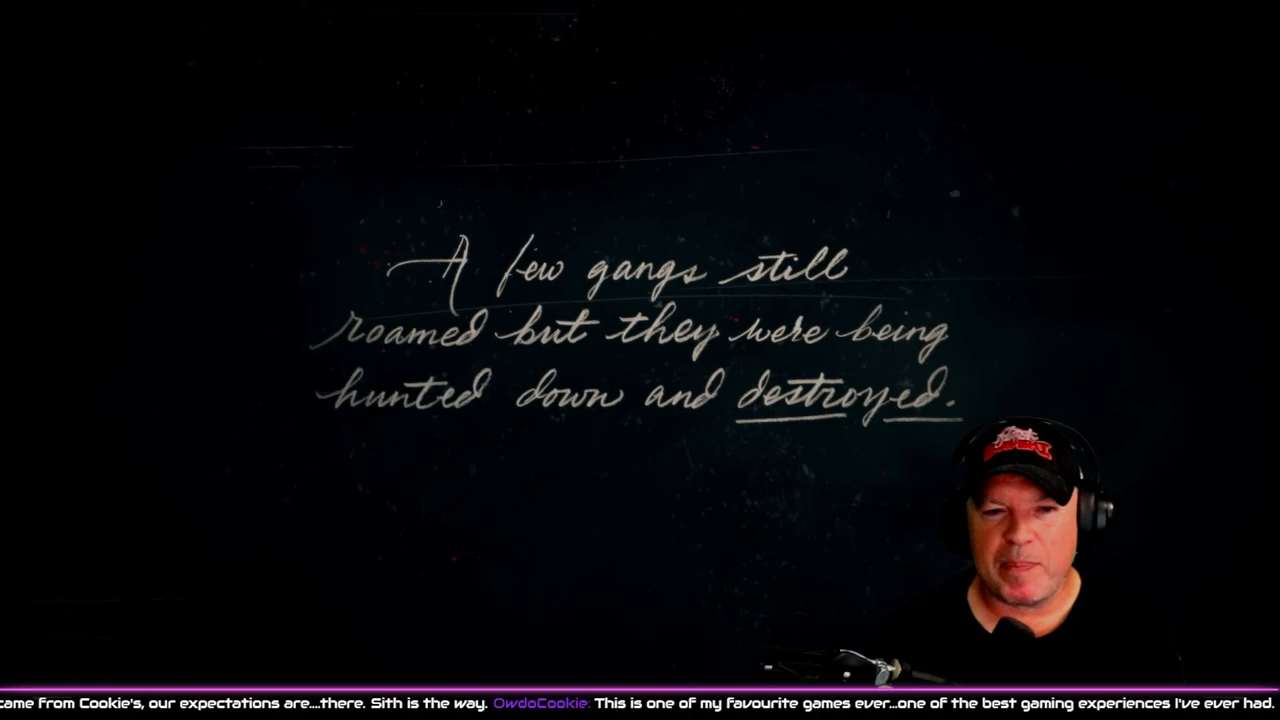 A few gangs still
roamed but they were being
hunted down and destroyed.
came from Cookie's, our expectations are....there. Sith is the way. OwdoCookie: This is one of my favourite games ever...one of the best gaming experiences I've ever had.